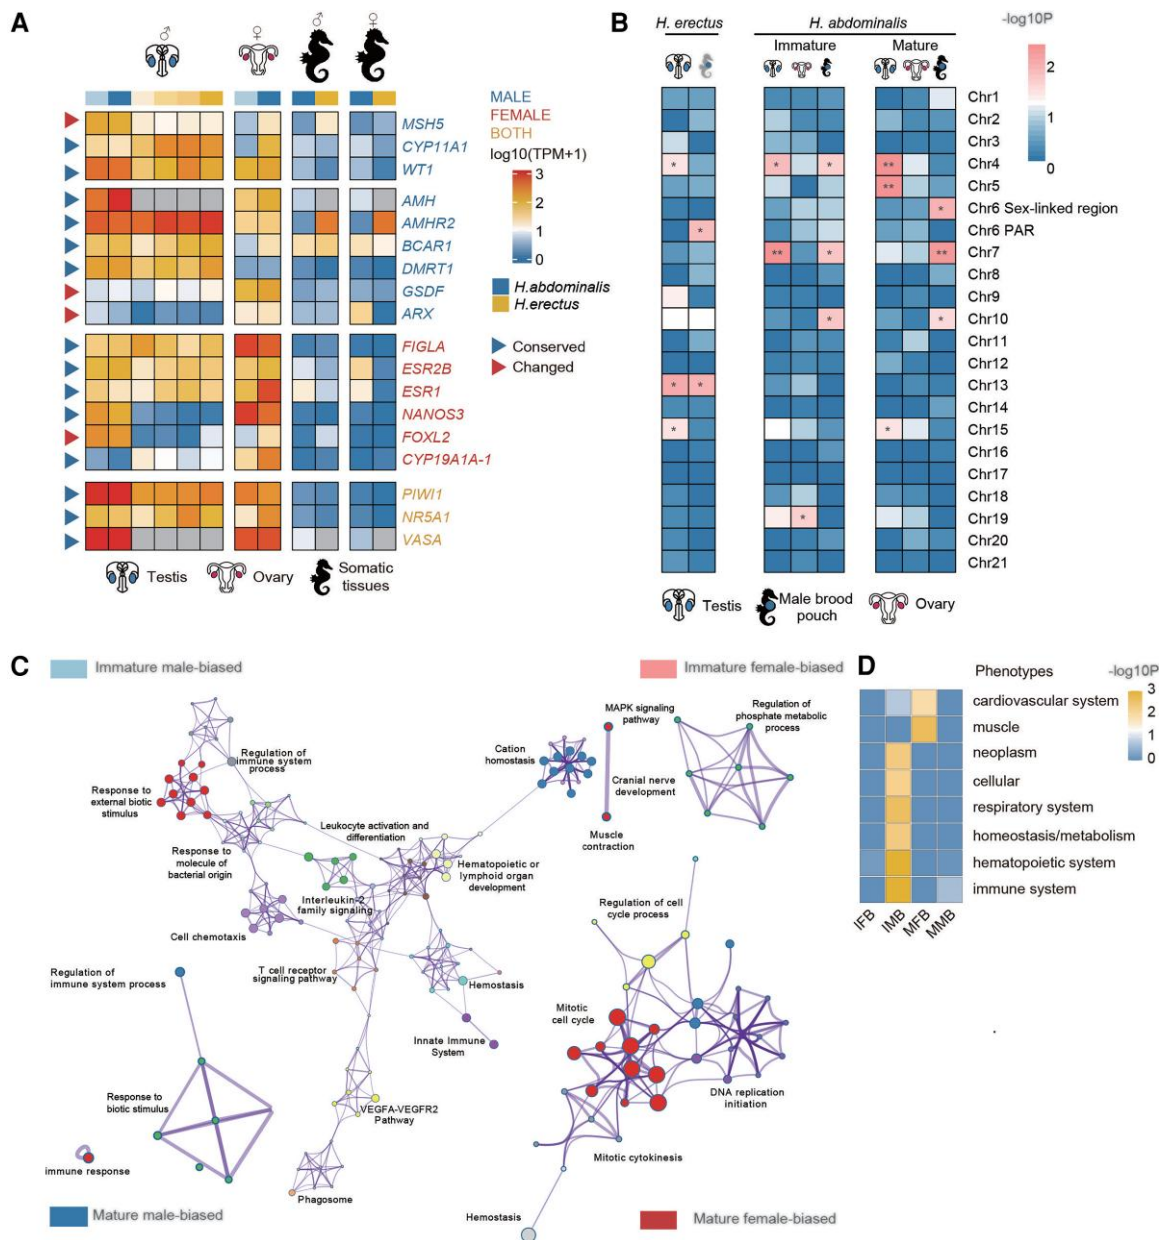 A
♂
♀
♂
♀
MALE
FEMALE
BOTH
log10(TPM+1)
3
2
1
0
H.abdominalis
H.erectus
Conserved
Changed
MSH5
CYP11A1
WT1
AMH
AMHR2
BCAR1
DMRT1
GSDF
ARX
FIGLA
ESR2B
ESR1
NANOS3
FOXL2
CYP19A1A-1
PIWI1
NR5A1
VASA
Testis
Ovary
Somatic
tissues
B
H. erectus
H. abdominalis
Immature
Mature
-log10P
2
1
0
Chr1
Chr2
Chr3
* * * ** Chr4
** Chr5
* Chr6 Sex-linked region
* Chr6 PAR
** * ** Chr7
Chr8
Chr9
* * Chr10
Chr11
Chr12
* * Chr13
Chr14
* * Chr15
Chr16
Chr17
Chr18
* Chr19
Chr20
Chr21
Testis
Male brood
pouch
Ovary
C
Immature male-biased
Immature female-biased
Regulation of
immune system
process
Response to
external biotic
stimulus
Response to
molecule of
bacterial origin
Leukocyte activation and
differentiation
Hematopoietic or
lymphoid organ
development
Interleukin-2
family signaling
Cell chemotaxis
T cell receptor
signaling pathway
Hemostasis
Innate Immune
System
VEGFA-VEGFR2
Pathway
Phagosome
Cation
homostasis
MAPK signaling
pathway
Muscle
contraction
Regulation of
phosphate metabolic
process
Cranial nerve
development
Regulation of
immune system process
Response to
biotic stimulus
immune response
Regulation of cell
cycle process
Mitotic
cell cycle
DNA replication
initiation
Mitotic cytokinesis
Hemostasis
Mature male-biased
Mature female-biased
D
Phenotypes
-log10P
3
2
1
0
cardiovascular system
muscle
neoplasm
cellular
respiratory system
homeostasis/metabolism
hematopoietic system
immune system
IFB
IMB
MFB
MMB